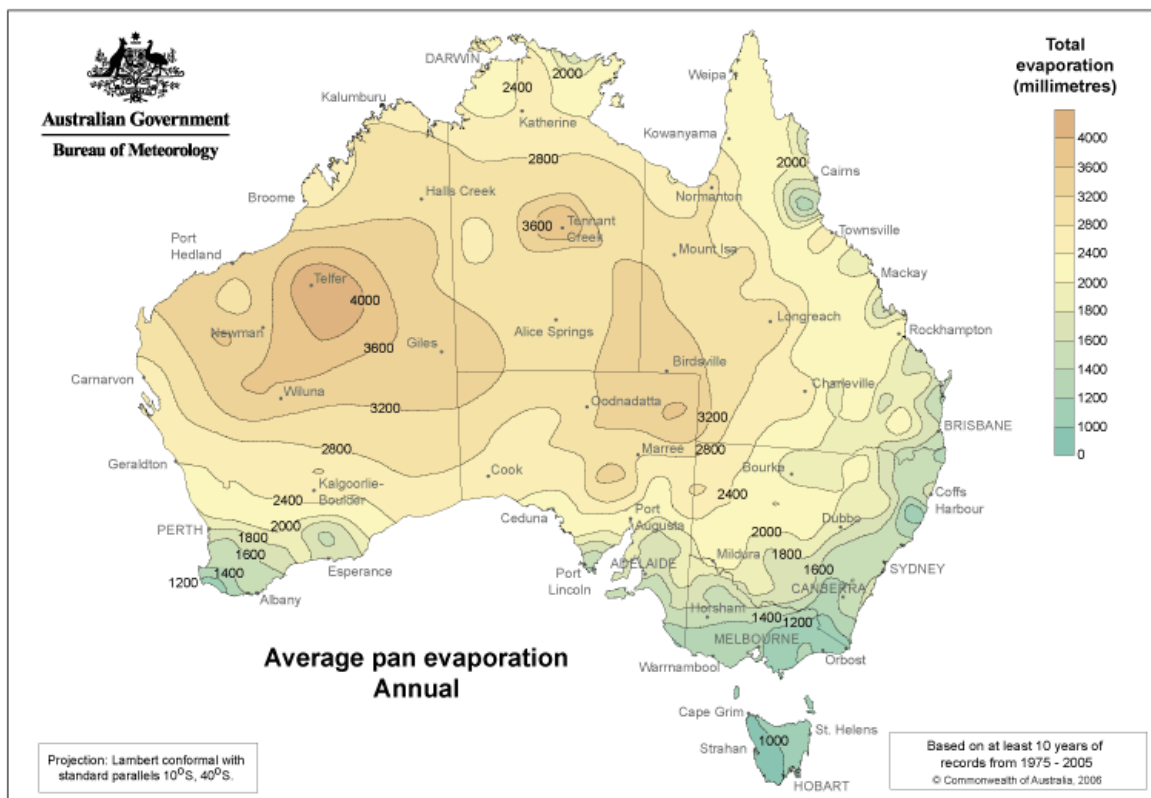 Australian Government
Bureau of Meteorology
Total
evaporation
(millimetres)
4000
3600
3200
2800
2400
2000
1800
1600
1400
1200
1000
0
DARWIN
2000
2400
Weipa
Kalumburu
Katherine
Kowanyama
2800
2000
Cairns
Broome
Halls Creek
Normanton
3600
Tennant
Creek
Townsville
Port
Hedland
Mount Isa
Mackay
Telfer
4000
Newman
Alice Springs
Longreach
Rockhampton
3600
Giles
Birdsville
Carnarvon
Wiluna
Charleville
3200
Oodnadatta
3200
BRISBANE
2800
2800
Marree
Geraldton
Cook
Bourke
Kalgoorlie-
Boulder
2400
2400
Coffs
Harbour
Ceduna
Port
Augusta
PERTH
2000
1800
1600
1400
1200
Dubbo
2000
Mildura
1800
1600
SYDNEY
Esperance
Albany
Port
Lincoln
ADELAIDE
CANBERRA
Horsham
1400
1200
MELBOURNE
Warrnambool
Orbost
Average pan evaporation
Annual
Cape Grim
St. Helens
Strahan
1000
HOBART
Projection: Lambert conformal with
standard parallels 10°S, 40°S.
Based on at least 10 years of
records from 1975 - 2005
© Commonwealth of Australia, 2006